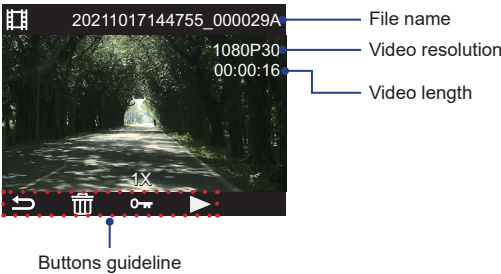 20211017144755_000029A
File name
1080P30
Video resolution
00:00:16
Video length
1X
Buttons guideline